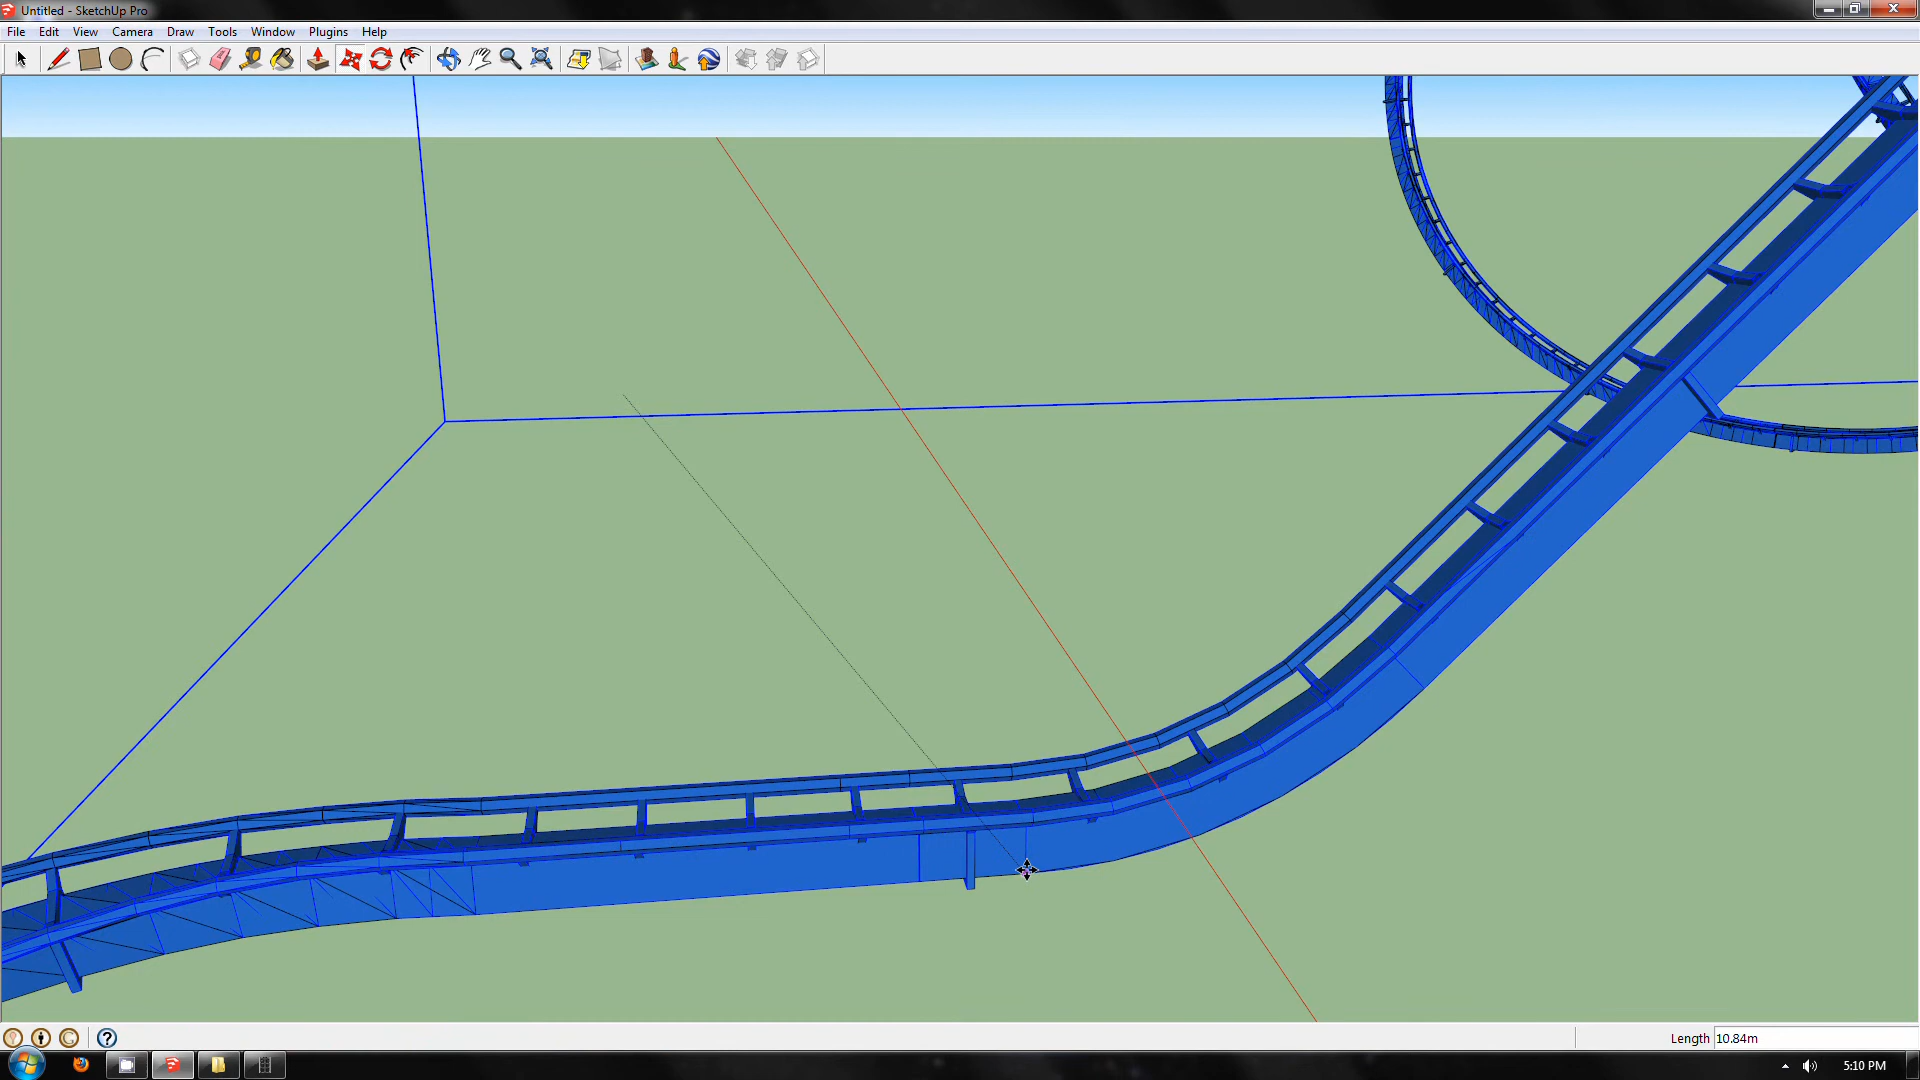 Untitled - SketchUp Pro
File Edit View Camera Draw Tools Window Plugins Help
Length 10.84m
5:10 PM